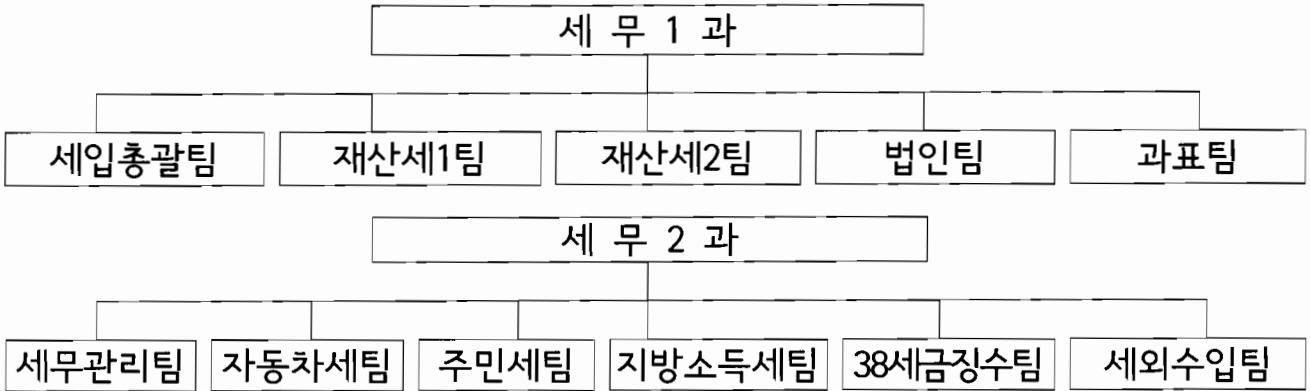 세 무 1 과
세입총괄팀 재산세1팀 재산세2팀 법인팀 과표팀
세 무 2 과
세무관리팀 자동차세팀 주민세팀 지방소득세팀 38세금징수팀 세외수입팀